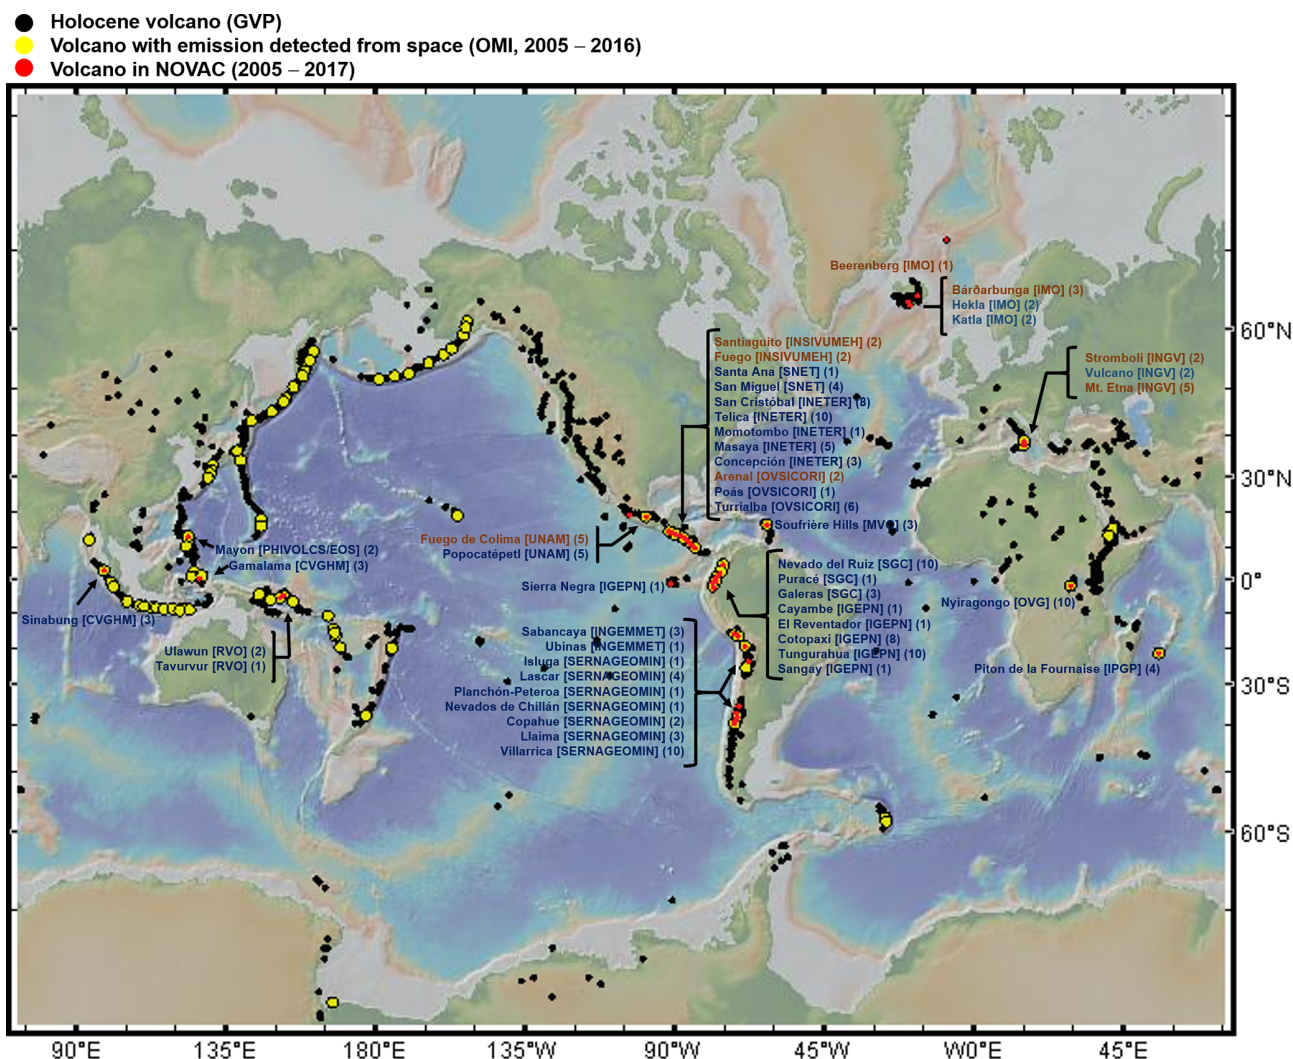 Holocene volcano (GVP)
Volcano with emission detected from space (OMI, 2005 – 2016)
Volcano in NOVAC (2005 – 2017)
Beerenberg [IMO] (1)
Bárðarbunga [IMO] (3)
Hekla [IMO] (2)
Katla [IMO] (2)
60°N
Santiaguito [INSIVUMEH] (2)
Fuego [INSIVUMEH] (2)
Santa Ana [SNET] (1)
San Miguel [SNET] (4)
San Cristóbal [INETER] (8)
Telica [INETER] (10)
Momotombo [INETER] (1)
Masaya [INETER] (5)
Concepción [INETER] (3)
Arenal [OVSICORI] (2)
Poás [OVSICORI] (1)
Turrialba [OVSICORI] (6)
Stromboli [INGV] (2)
Vulcano [INGV] (2)
Mt. Etna [INGV] (5)
30°N
Soufrière Hills [MVO] (3)
Fuego de Colima [UNAM] (5)
Popocatépetl [UNAM] (5)
Mayon [PHIVOLCS/EOS] (2)
Gamalama [CVGHM] (3)
Sinabung [CVGHM] (3)
Sierra Negra [IGEPN] (1)
Nevado del Ruiz [SGC] (10)
Puracé [SGC] (1)
Galeras [SGC] (3)
Cayambe [IGEPN] (1)
El Reventador [IGEPN] (1)
Cotopaxi [IGEPN] (8)
Tungurahua [IGEPN] (10)
Sangay [IGEPN] (1)
0°
Nyiragongo [OVG] (10)
Piton de la Fournaise [IPGP] (4)
Ulawun [RVO] (2)
Tavurvur [RVO] (1)
Sabancaya [INGEMMET] (3)
Ubinas [INGEMMET] (1)
Isluga [SERNAGEOMIN] (1)
Lascar [SERNAGEOMIN] (4)
Planchón-Peteroa [SERNAGEOMIN] (1)
Nevados de Chillán [SERNAGEOMIN] (1)
Copahue [SERNAGEOMIN] (2)
Llaima [SERNAGEOMIN] (3)
Villarrica [SERNAGEOMIN] (10)
30°S
60°S
90°E 135°E 180°E 135°W 90°W 45°W W0°E 45°E